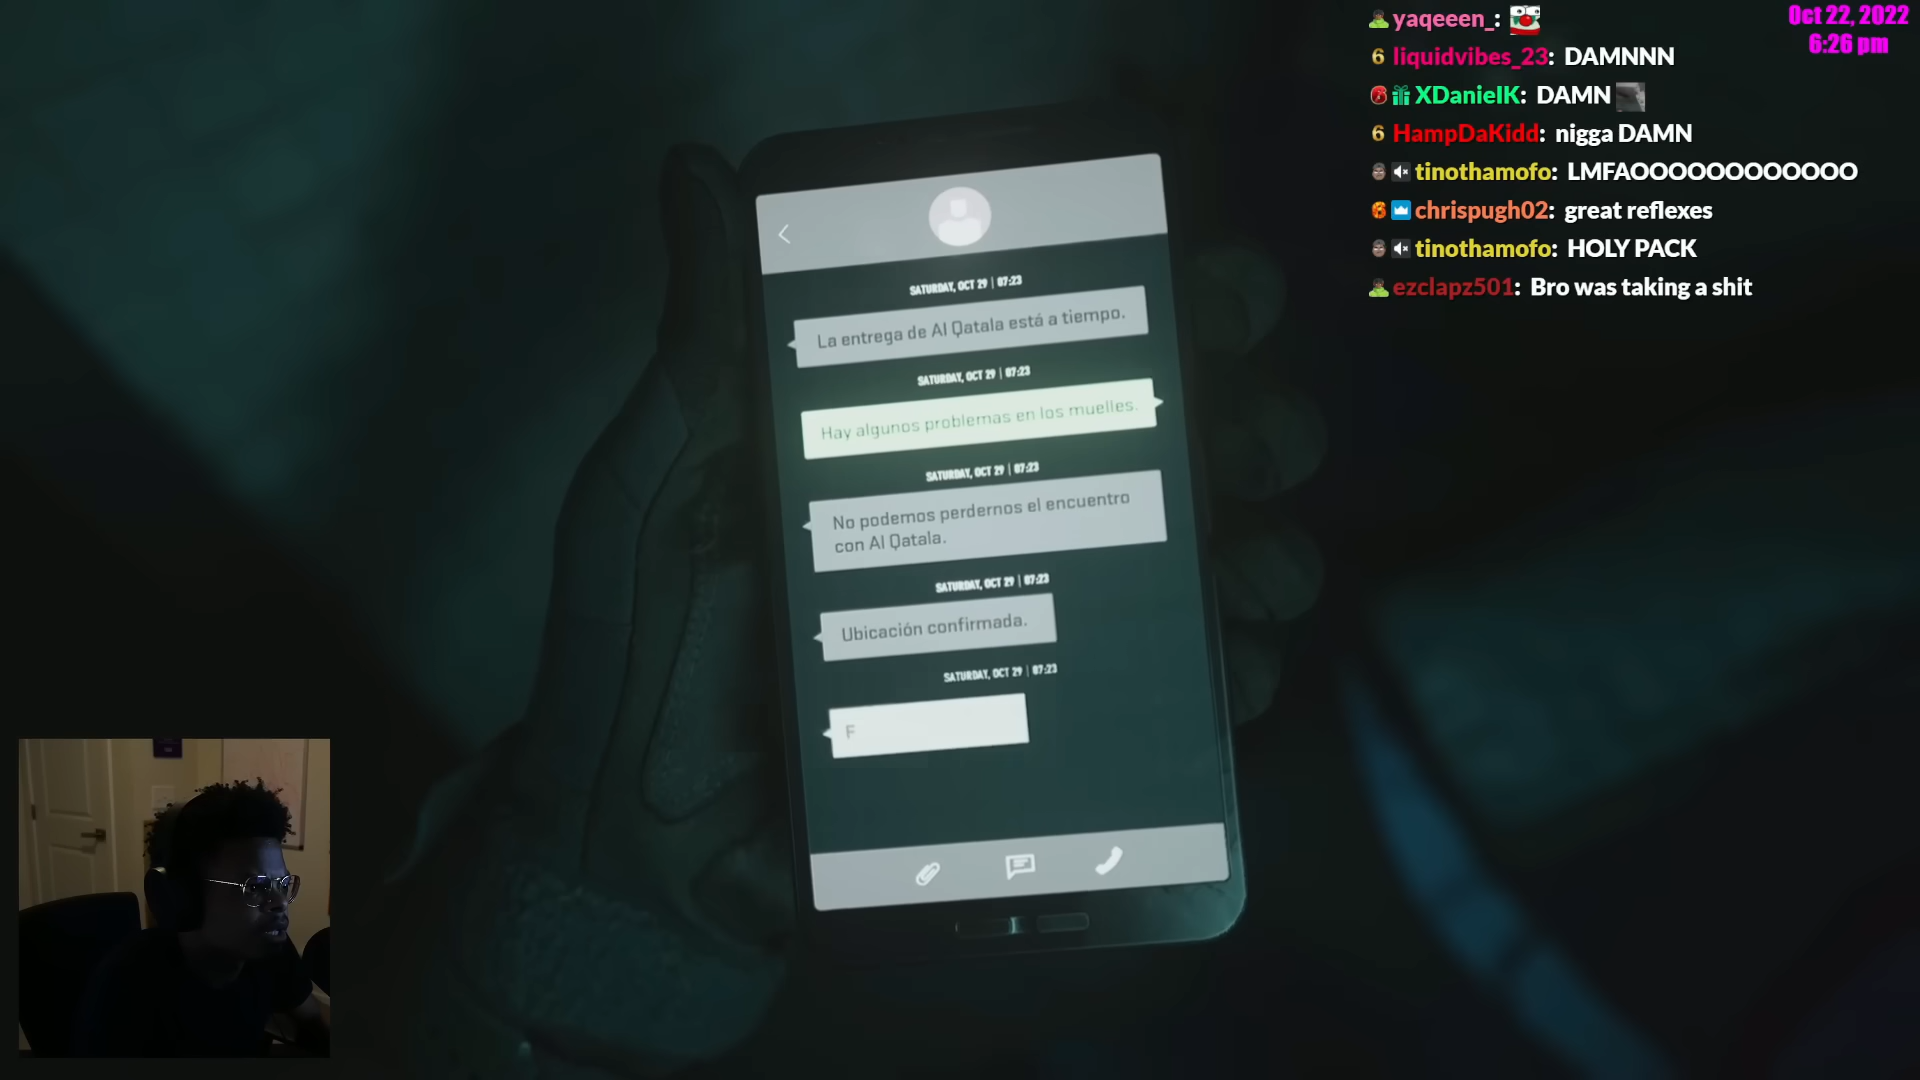 yaqeeen_:
liquidvibes_23: DAMNNN
XDanielK: DAMN
HampDaKidd: nigga DAMN
tinothamofo: LMFAOOOOOOOOOOOO
chrispugh02: great reflexes
tinothamofo: HOLY PACK
ezclapz501: Bro was taking a shit
Oct 22, 2022
6:26 pm
SATURDAY, OCT 29 | 07:23
La entrega de Al Qatala está a tiempo.
SATURDAY, OCT 29 | 07:23
Hay algunos problemas en los muelles.
SATURDAY, OCT 29 | 07:23
No podemos perdernos el encuentro
con Al Qatala.
SATURDAY, OCT 29 | 07:23
Ubicación confirmada.
SATURDAY, OCT 29 | 07:23
F